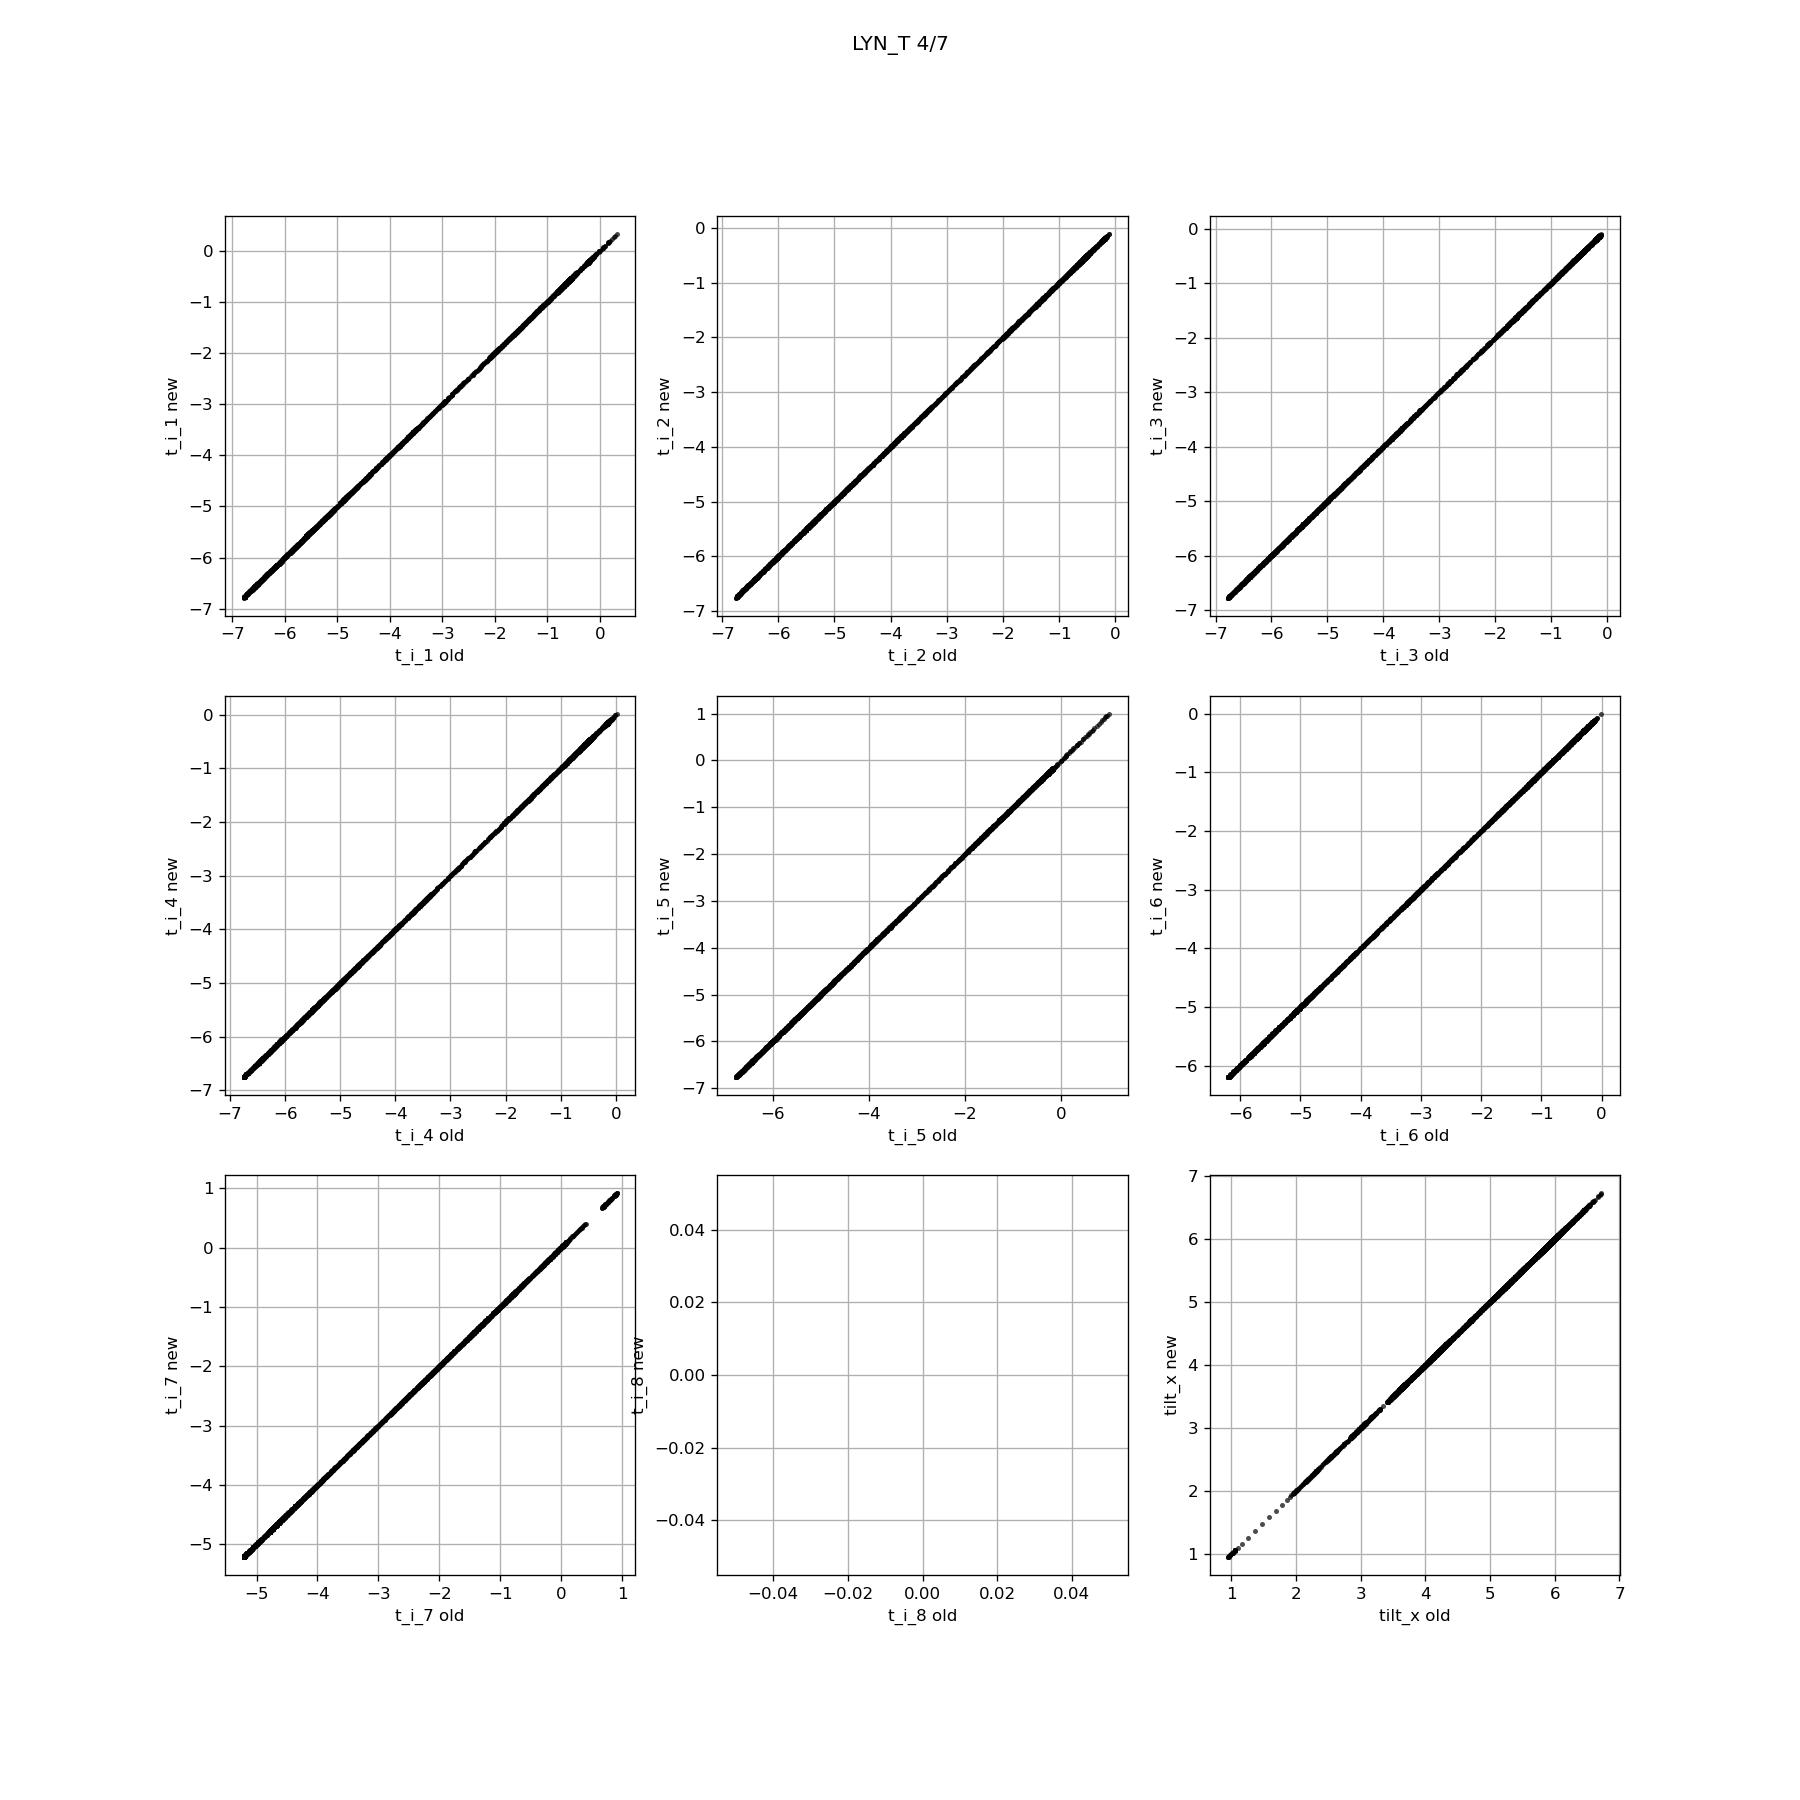 LYN_T 4/7
0
−1
−2
−3
−4
−5
−6
−7
t_i_1 new
−7 −6 −5 −4 −3 −2 −1 0
t_i_1 old
0
−1
−2
−3
−4
−5
−6
−7
t_i_2 new
−7 −6 −5 −4 −3 −2 −1 0
t_i_2 old
0
−1
−2
−3
−4
−5
−6
−7
t_i_3 new
−7 −6 −5 −4 −3 −2 −1 0
t_i_3 old
0
−1
−2
−3
−4
−5
−6
−7
t_i_4 new
−7 −6 −5 −4 −3 −2 −1 0
t_i_4 old
1
0
−1
−2
−3
−4
−5
−6
−7
t_i_5 new
−6 −4 −2 0
t_i_5 old
0
−1
−2
−3
−4
−5
−6
t_i_6 new
−6 −5 −4 −3 −2 −1 0
t_i_6 old
1
0
−1
−2
−3
−4
−5
t_i_7 new
−5 −4 −3 −2 −1 0 1
t_i_7 old
0.04
0.02
0.00
−0.02
−0.04
t_i_8 new
−0.04 −0.02 0.00 0.02 0.04
t_i_8 old
7
6
5
4
3
2
1
tilt_x new
1 2 3 4 5 6 7
tilt_x old